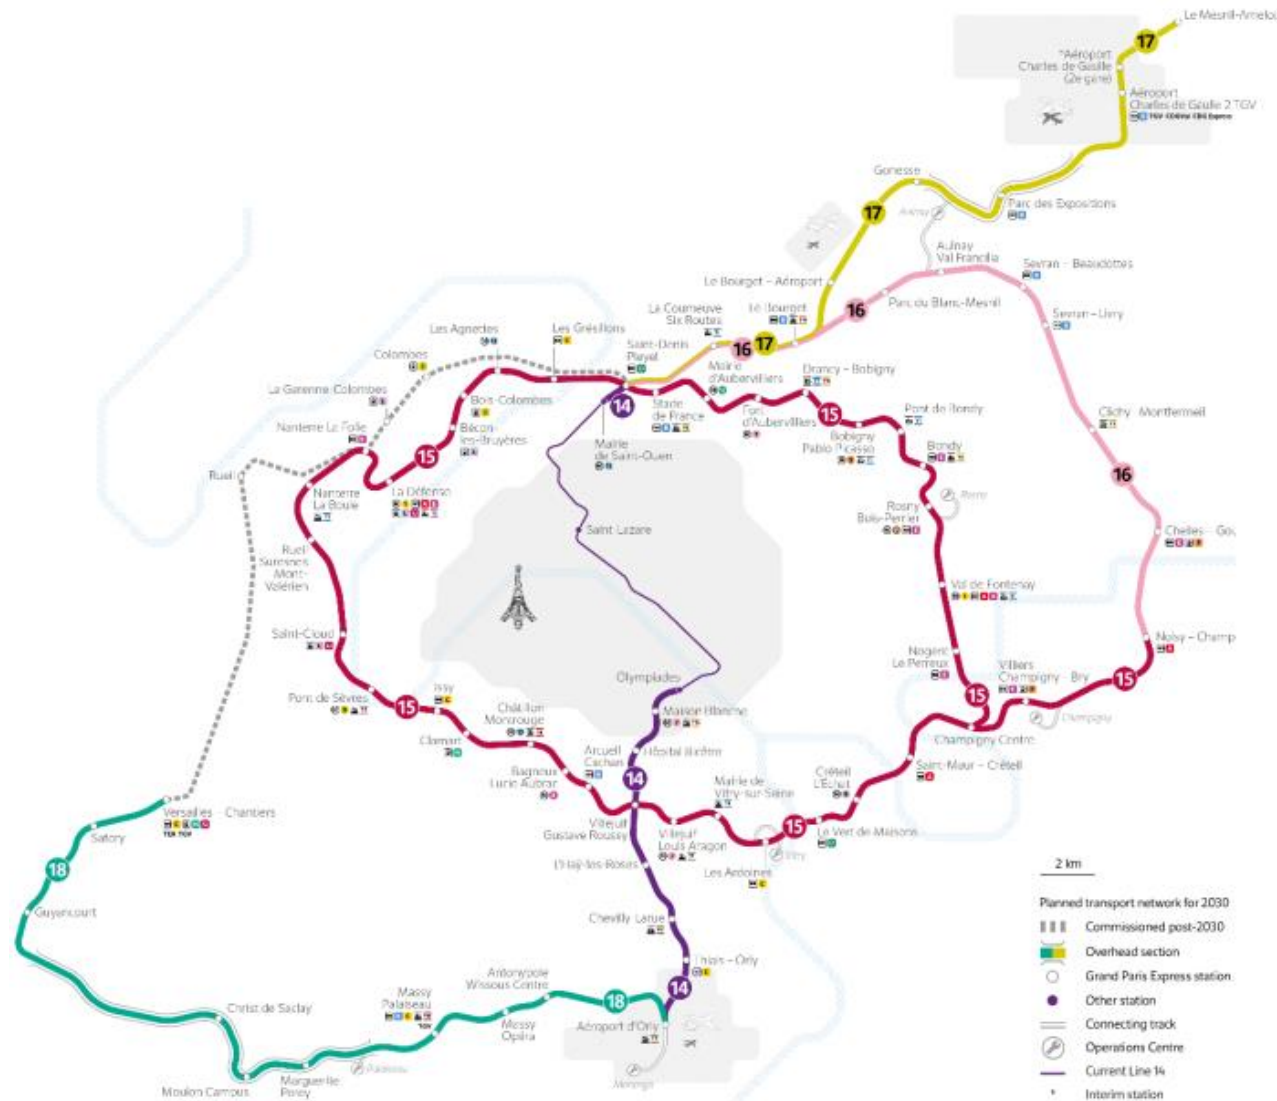 Le Mesnil-Amelo
17
*Aéroport
Charles de Gaulle
(2e gare)
Aéroport
Charles de Gaulle 2 TGV
Gonesse
17
Parc des Expositions
Aulnay
Val Francilia
Sevran - Beaudottes
Le Bourget - Aéroport
Parc du Blanc-Mesnil
La Courneuve
Six Routes
Le Bourget
16
Sevran - Livry
Les Agnettes
Les Grésillons
Saint-Denis
Pleyel
16
17
Colombes
Mairie
d'Aubervilliers
Drancy - Bobigny
La Garenne-Colombes
Bois-Colombes
14
Stade
de France
Fort
d'Aubervilliers
15
Pont de Bondy
Clichy - Montfermeil
Nanterre La Folie
Bécon-
les-Bruyères
15
Mairie
de Saint-Ouen
Bobigny
Pablo Picasso
Bondy
16
Rueil
Nanterre
La Boule
La Défense
Rosny
Bois-Perrier
Saint-Lazare
Chelles - Gou
Rueil
Suresnes
Mont-
Valérien
Val de Fontenay
Saint-Cloud
Noisy - Champ
Nogent
Le Perreux
Villiers
Champigny - Bry
Olympiades
Pont de Sèvres
15
Issy
15
15
Châtillon
Montrouge
Maison Blanche
Champigny
Clamart
Arcueil
Cachan
Hôpital Bicêtre
Champigny Centre
Bagneux
Lucie Aubrac
14
Mairie de
Vitry-sur-Seine
Créteil
L'Échat
Saint-Maur - Créteil
Versailles - Chantiers
TER TGV
Villejuif
Gustave Roussy
Villejuif
Louis Aragon
15
Le Vert de Maisons
Satory
Vitry
18
L'Haÿ-les-Roses
Les Ardoines
2 km
Guyancourt
Chevilly-Larue
Planned transport network for 2030
Commissioned post-2030
Overhead section
Thiais - Orly
Antonypole
Wissous Centre
14
Grand Paris Express station
Massy
Palaiseau
TGV
18
Other station
Christ de Saclay
Massy
Opéra
Aéroport d'Orly
Connecting track
Operations Centre
Palaiseau
Moulon Campus
Current Line 14
Interim station